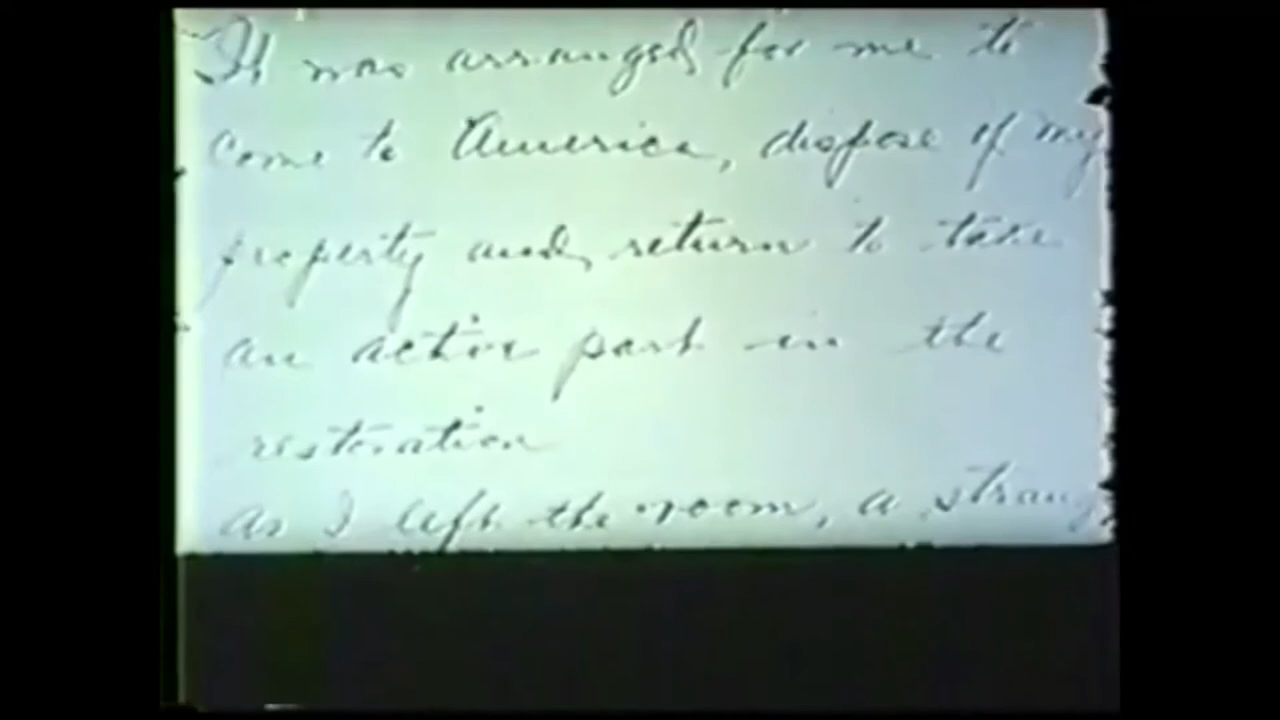 It was arranged for me to
come to America, dispose of my
property and return to take
an active part in the
restoration
as I left the room, a strang